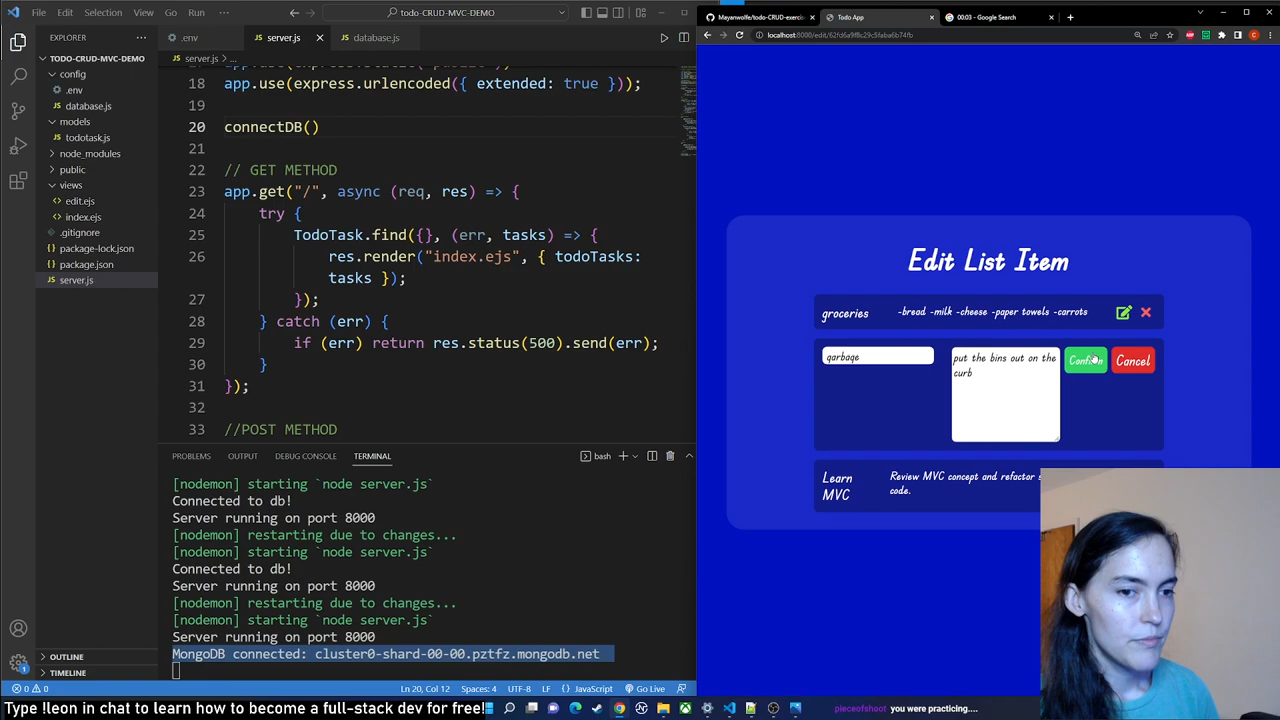 File Edit Selection View Go Run
todo-CRUD-MVC-DEMO
Mayanwolfe/todo-CRUD-exercis
Todo App
00:03 - Google Search
localhost:8000/edit/62fd6a9f8c29c5faba6b74fb
EXPLORER
TODO-CRUD-MVC-DEMO
config
.env
database.js
models
todotask.js
node_modules
public
views
edit.ejs
index.ejs
.gitignore
package-lock.json
package.json
server.js
OUTLINE
TIMELINE
.env
server.js
database.js
server.js > ...
18 app.use(express.urlencoded({ extended: true }));
19
20 connectDB()
21
22 // GET METHOD
23 app.get("/", async (req, res) => {
24 try {
25 TodoTask.find({}, (err, tasks) => {
26 res.render("index.ejs", { todoTasks:
tasks });
27 });
28 } catch (err) {
29 if (err) return res.status(500).send(err);
30 }
31 });
32
33 //POST METHOD
PROBLEMS OUTPUT DEBUG CONSOLE TERMINAL
bash
[nodemon] starting `node server.js`
Connected to db!
Server running on port 8000
[nodemon] restarting due to changes...
[nodemon] starting `node server.js`
Connected to db!
Server running on port 8000
[nodemon] restarting due to changes...
[nodemon] starting `node server.js`
Server running on port 8000
MongoDB connected: cluster0-shard-00-00.pztfz.mongodb.net
0 0 Ln 20, Col 12 Spaces: 4 UTF-8 LF JavaScript Go Live
Edit List Item
groceries
-bread -milk -cheese -paper towels -carrots
garbage
put the bins out on the
curb
Cancel
Learn
MVC
Review MVC concept and refactor
code.
Type !leon in chat to learn how to become a full-stack dev for free!
pieceofshoot you were practicing....